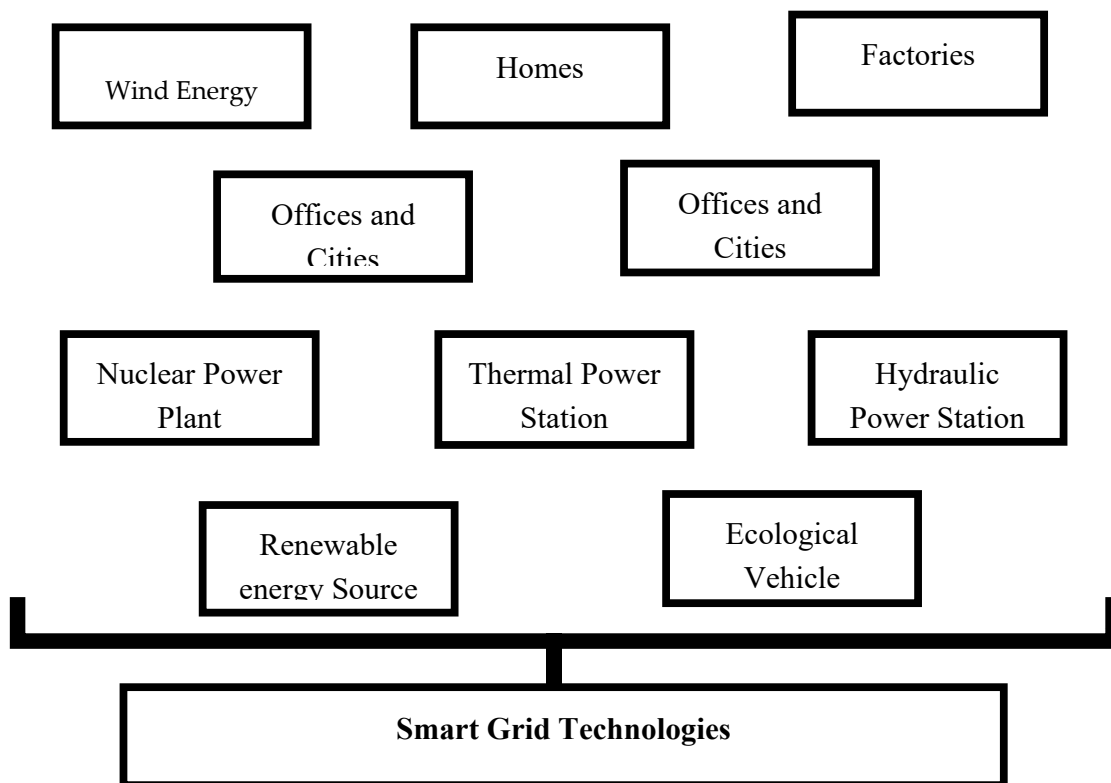 Wind Energy
Homes
Factories
Offices and
Cities
Offices and
Cities
Nuclear Power
Plant
Thermal Power
Station
Hydraulic
Power Station
Renewable
energy Source
Ecological
Vehicle
Smart Grid Technologies